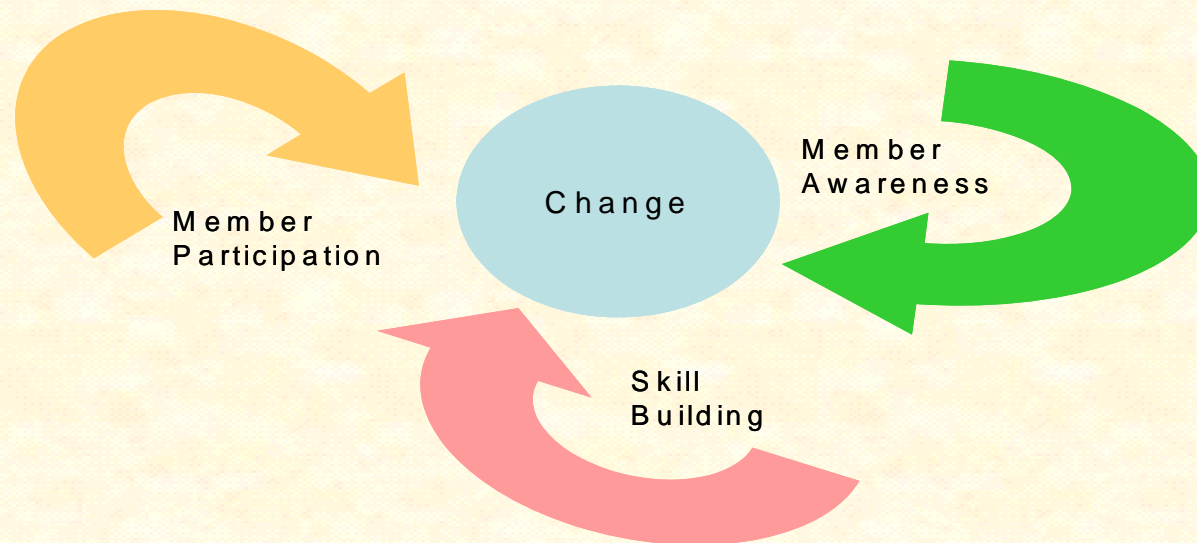 Member
Participation
Change
Member
Awareness
Skill
Building